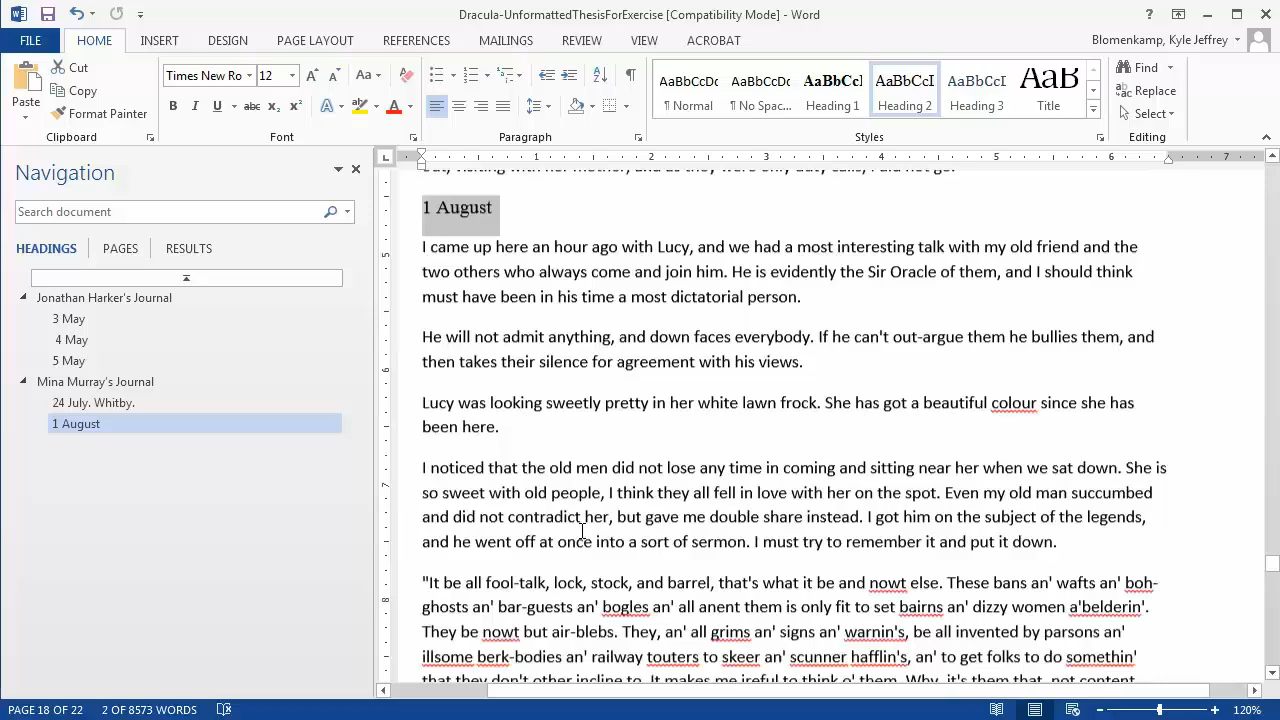 Dracula-UnformattedThesisForExercise [Compatibility Mode] - Word
FILE HOME INSERT DESIGN PAGE LAYOUT REFERENCES MAILINGS REVIEW VIEW ACROBAT Blomenkamp, Kyle Jeffrey
Paste
Cut
Copy
Format Painter
Clipboard
Times New Ro 12
Font
Paragraph
AaBbCcDc AaBbCcDc AaBbCcI AaBbCcI AaBbCcI AaB
¶ Normal ¶ No Spac... Heading 1 Heading 2 Heading 3 Title
Styles
Find
Replace
Select
Editing
Navigation
Search document
HEADINGS PAGES RESULTS
Jonathan Harker's Journal
3 May
4 May
5 May
Mina Murray's Journal
24 July. Whitby.
1 August
1 2 3 4 5 6 7
5
6
7
8
out, visiting with her mother, and as they were only duty calls, I did not go.
1 August
I came up here an hour ago with Lucy, and we had a most interesting talk with my old friend and the
two others who always come and join him. He is evidently the Sir Oracle of them, and I should think
must have been in his time a most dictatorial person.
He will not admit anything, and down faces everybody. If he can't out-argue them he bullies them, and
then takes their silence for agreement with his views.
Lucy was looking sweetly pretty in her white lawn frock. She has got a beautiful colour since she has
been here.
I noticed that the old men did not lose any time in coming and sitting near her when we sat down. She is
so sweet with old people, I think they all fell in love with her on the spot. Even my old man succumbed
and did not contradict her, but gave me double share instead. I got him on the subject of the legends,
and he went off at once into a sort of sermon. I must try to remember it and put it down.
"It be all fool-talk, lock, stock, and barrel, that's what it be and nowt else. These bans an' wafts an' boh-
ghosts an' bar-guests an' bogles an' all anent them is only fit to set bairns an' dizzy women a'belderin'.
They be nowt but air-blebs. They, an' all grims an' signs an' warnin's, be all invented by parsons an'
illsome berk-bodies an' railway touters to skeer an' scunner hafflin's, an' to get folks to do somethin'
that they don't other incline to. It makes me ireful to think o' them. Why, it's them that, not content
PAGE 18 OF 22 2 OF 8573 WORDS 120%